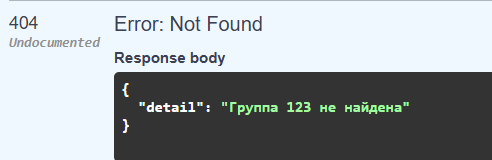 404
Undocumented
Error: Not Found
Response body
{
"detail": "Группа 123 не найдена"
}